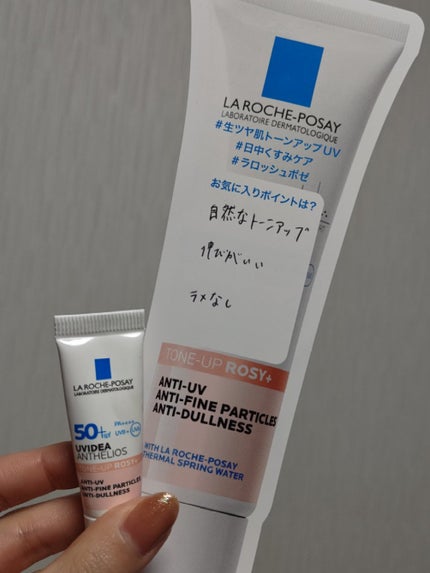 LA ROCHE-POSAY
LABORATOIRE DERMATOLOGIQUE
#生ツヤ肌トーンアップUV
#日中くすみケア
#ラロッシュポゼ
お気に入りポイントは?
自然なトーンアップ
伸びがいい
ラメなし
TONE-UP ROSY+
ANTI-UV
ANTI-FINE PARTICLES
ANTI-DULLNESS
WITH LA ROCHE-POSAY
THERMAL SPRING WATER
LA ROCHE-POSAY
LABORATOIRE DERMATOLOGIQUE
50+ PA++++
UVIDEA
ANTHELIOS
TONE-UP ROSY+
ANTI-UV
ANTI-FINE PARTICLES
ANTI-DULLNESS